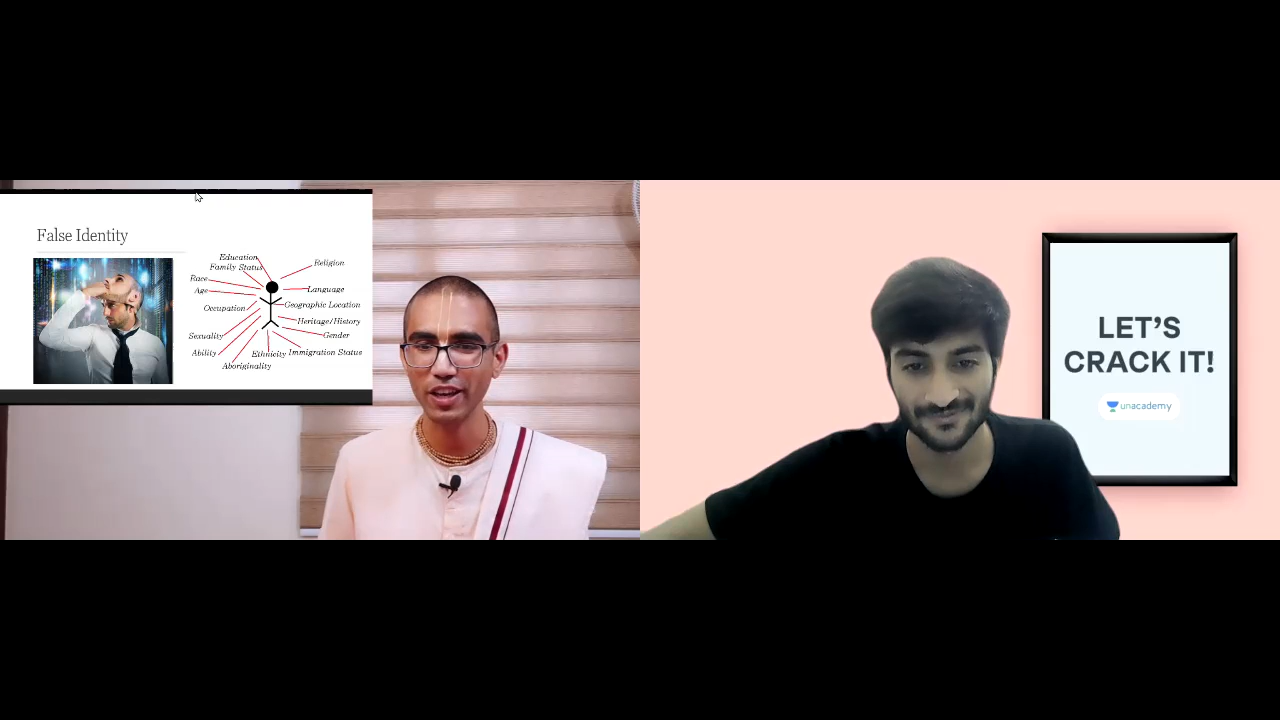 False Identity
Education
Family Status
Religion
Race
Age
Language
Occupation
Geographic Location
Heritage/History
Sexuality
Gender
Ability
Ethnicity
Immigration Status
Aboriginality
LET'S
CRACK IT!
unacademy